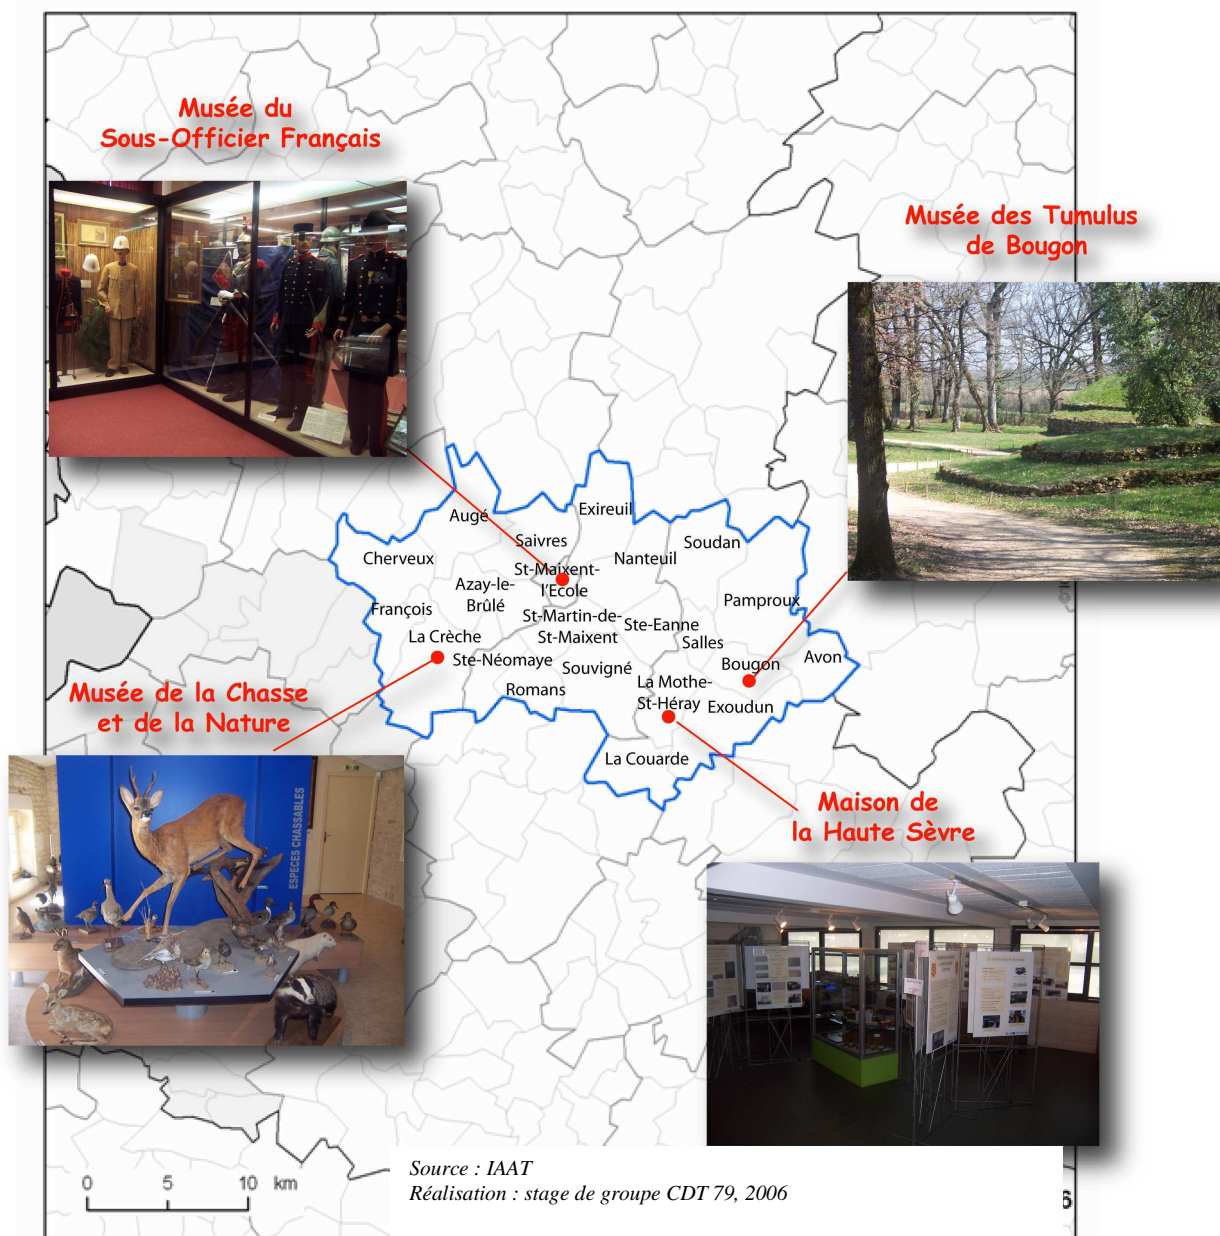 Musée du
Sous-Officier Français
Musée des Tumulus
de Bougon
Augé
Exireuil
Saivres
Soudan
Cherveux
Nanteuil
St-Maixent-
l'Ecole
Azay-le-
Brûlé
Pamproux
François
St-Martin-de-
St-Maixent
Ste-Eanne
La Crèche
Salles
Ste-Néomaye
Souvigné
Bougon
Avon
Romans
La Mothe-
St-Héray
Exoudun
La Couarde
Musée de la Chasse
et de la Nature
ESPECES CHASSABLES
Maison de
la Haute Sèvre
0 5 10 km
Source : IAAT
Réalisation : stage de groupe CDT 79, 2006
6